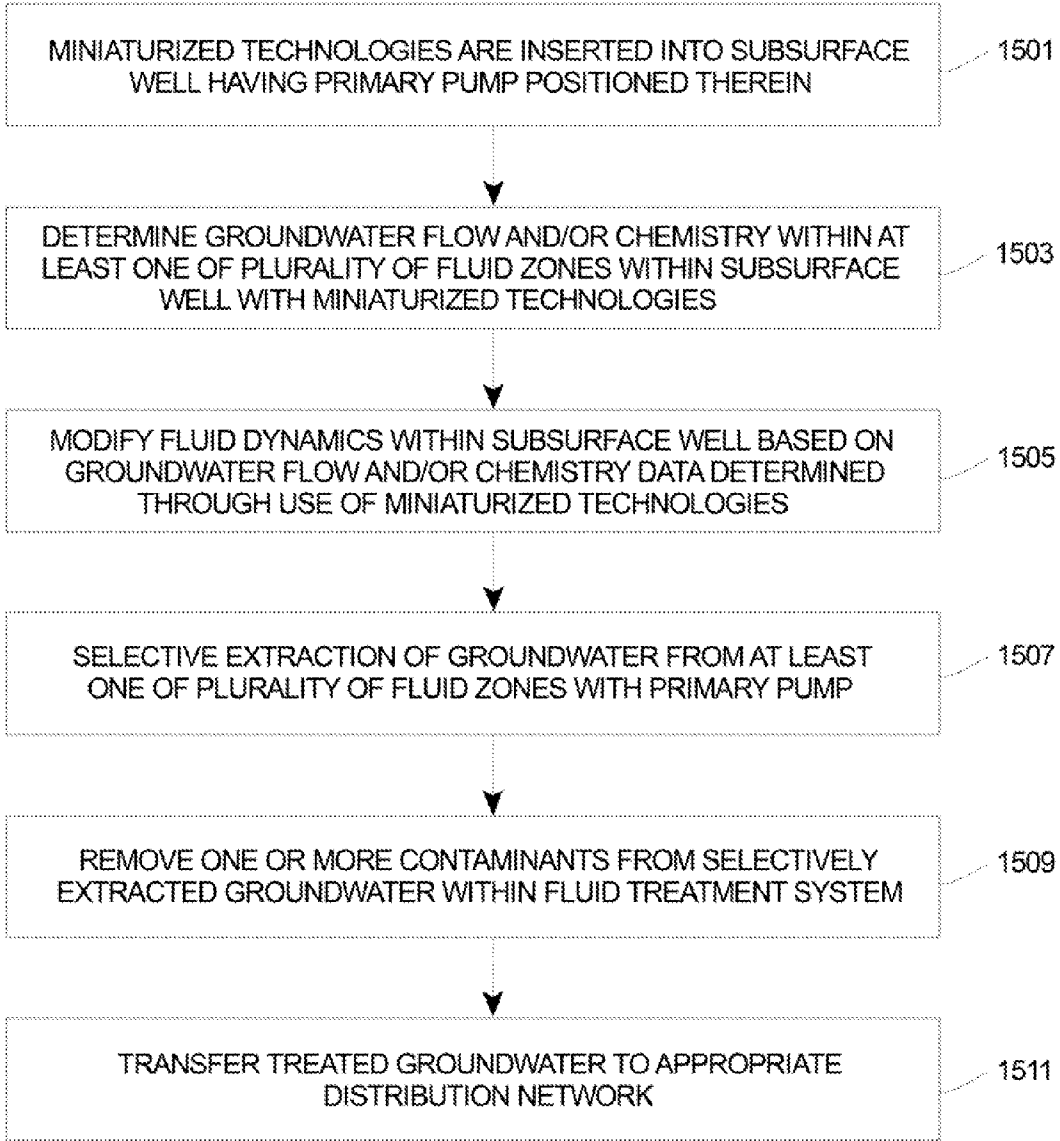 MINIATURIZED TECHNOLOGIES ARE INSERTED INTO SUBSURFACE
WELL HAVING PRIMARY PUMP POSITIONED THEREIN
1501
DETERMINE GROUNDWATER FLOW AND/OR CHEMISTRY WITHIN AT
LEAST ONE OF PLURALITY OF FLUID ZONES WITHIN SUBSURFACE
WELL WITH MINIATURIZED TECHNOLOGIES
1503
MODIFY FLUID DYNAMICS WITHIN SUBSURFACE WELL BASED ON
GROUNDWATER FLOW AND/OR CHEMISTRY DATA DETERMINED
THROUGH USE OF MINIATURIZED TECHNOLOGIES
1505
SELECTIVE EXTRACTION OF GROUNDWATER FROM AT LEAST
ONE OF PLURALITY OF FLUID ZONES WITH PRIMARY PUMP
1507
REMOVE ONE OR MORE CONTAMINANTS FROM SELECTIVELY
EXTRACTED GROUNDWATER WITHIN FLUID TREATMENT SYSTEM
1509
TRANSFER TREATED GROUNDWATER TO APPROPRIATE
DISTRIBUTION NETWORK
1511